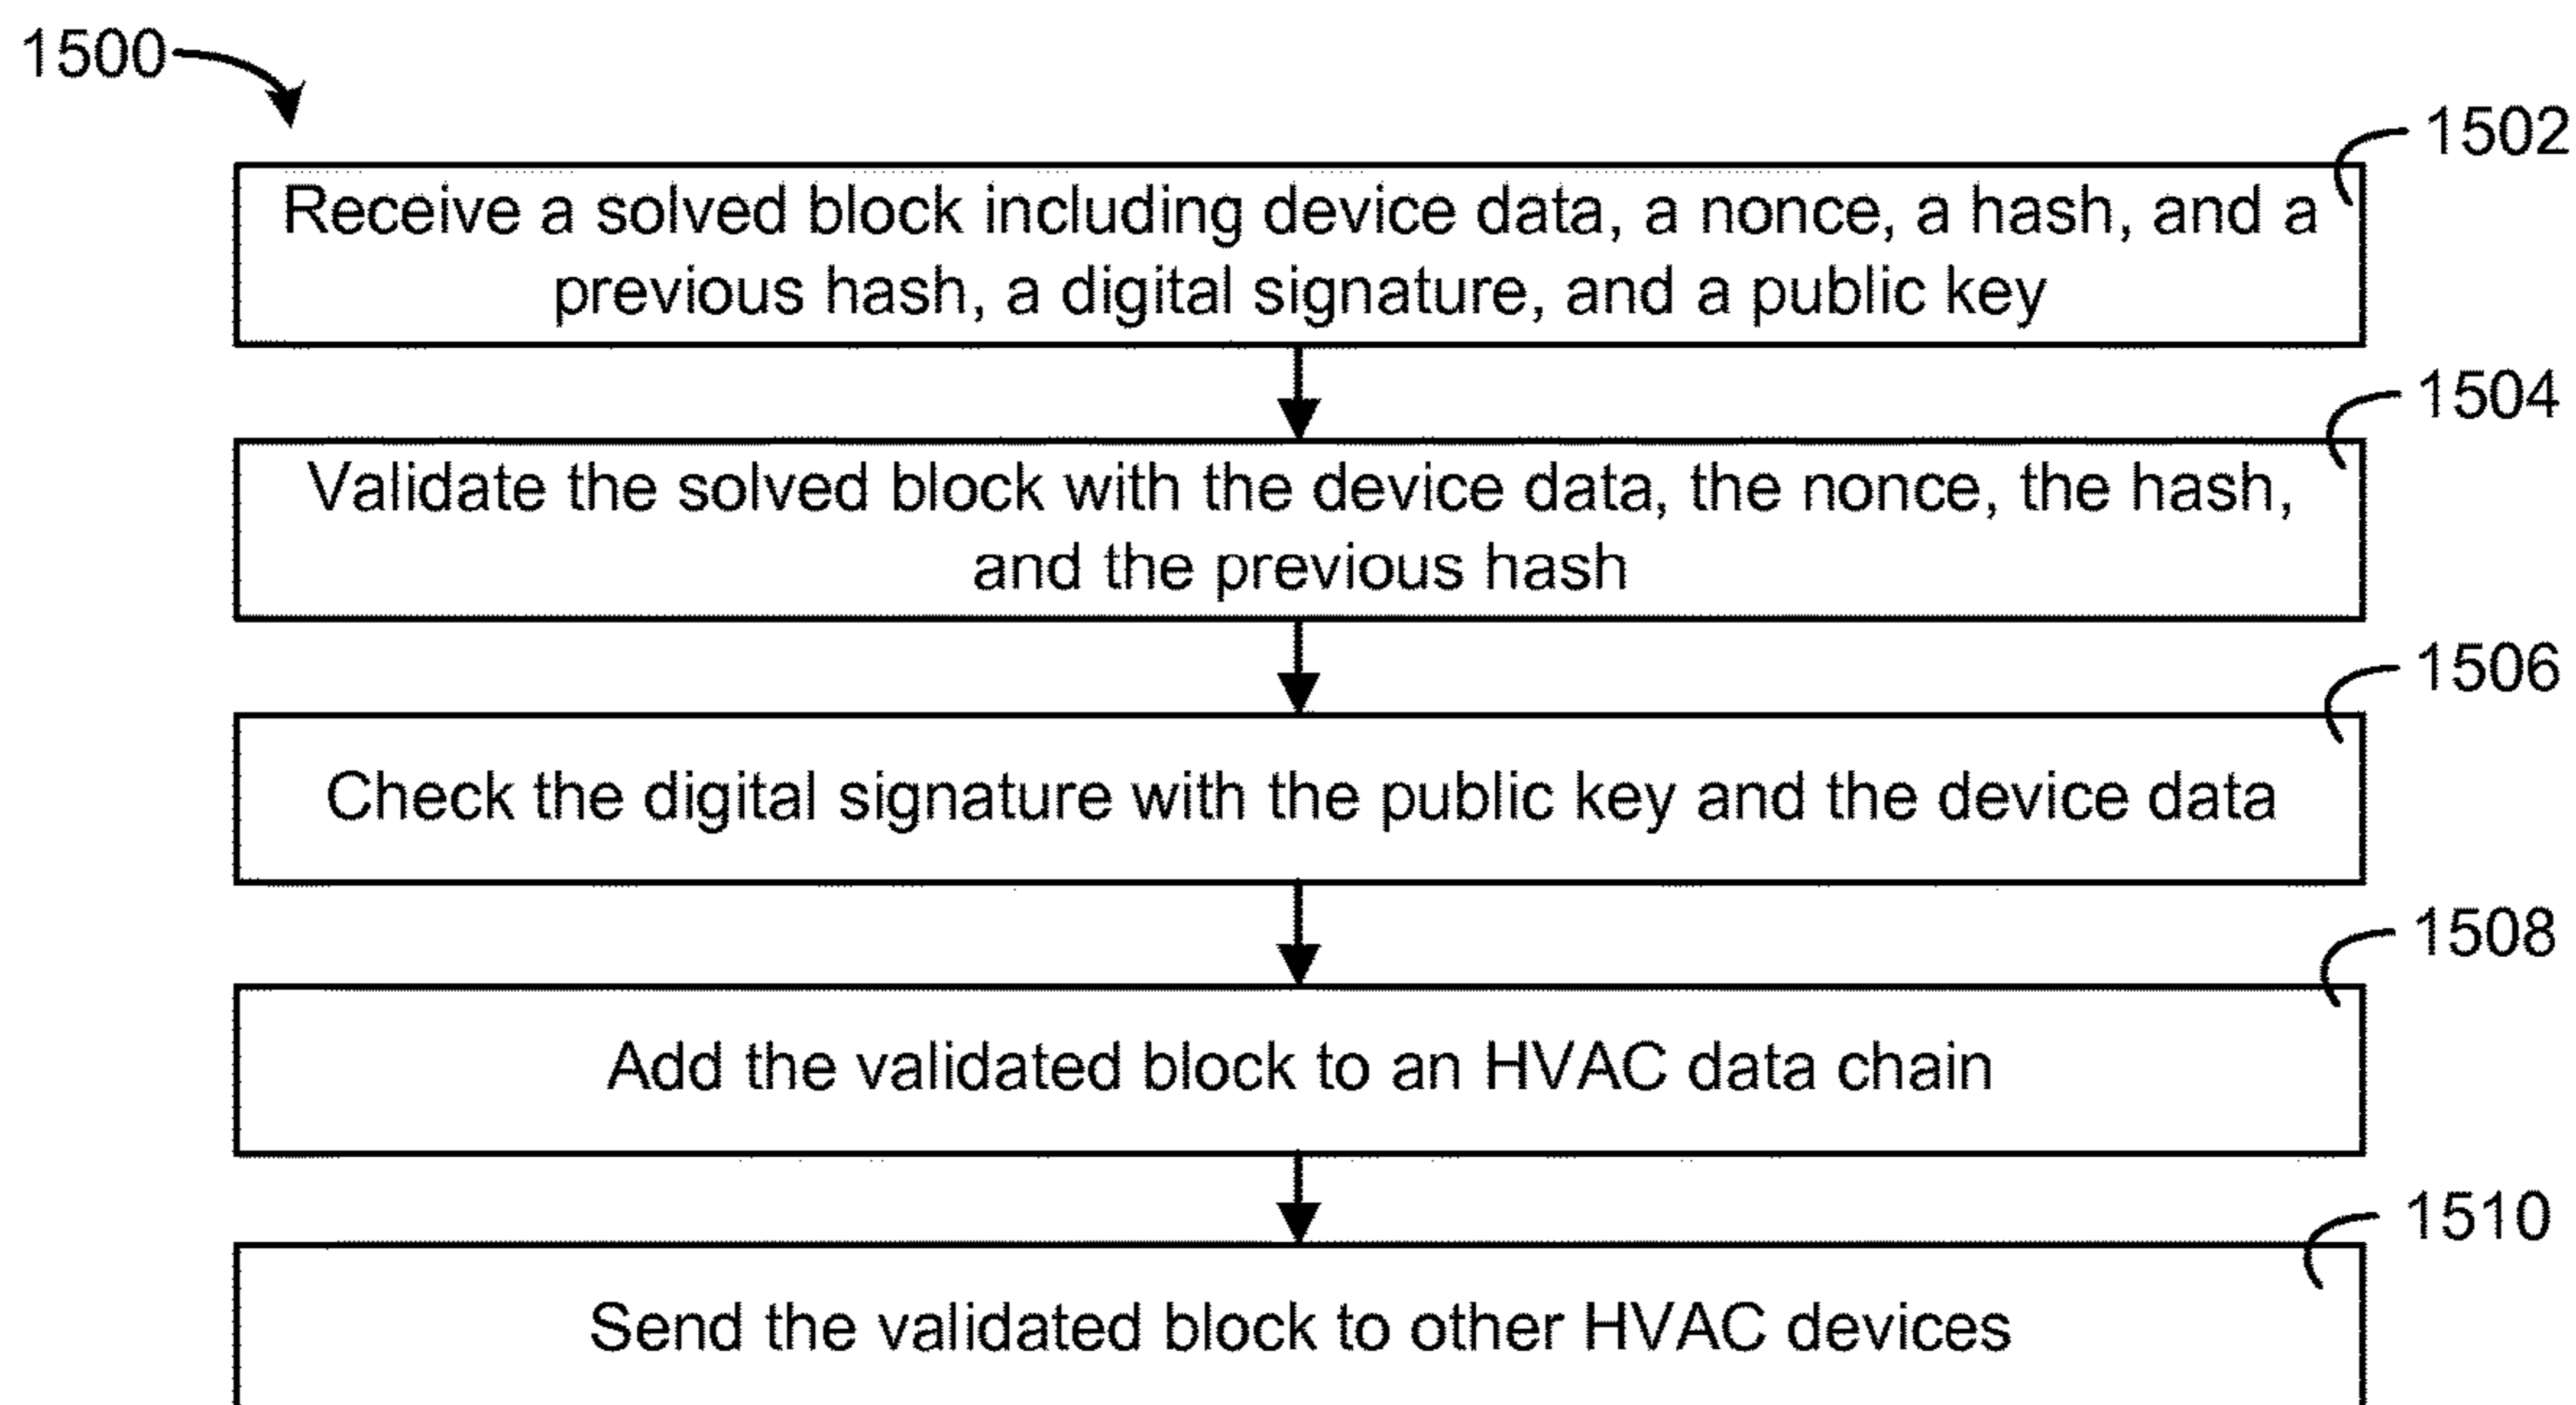 1500
1502
Receive a solved block including device data, a nonce, a hash, and a
previous hash, a digital signature, and a public key
1504
Validate the solved block with the device data, the nonce, the hash,
and the previous hash
1506
Check the digital signature with the public key and the device data
1508
Add the validated block to an HVAC data chain
1510
Send the validated block to other HVAC devices